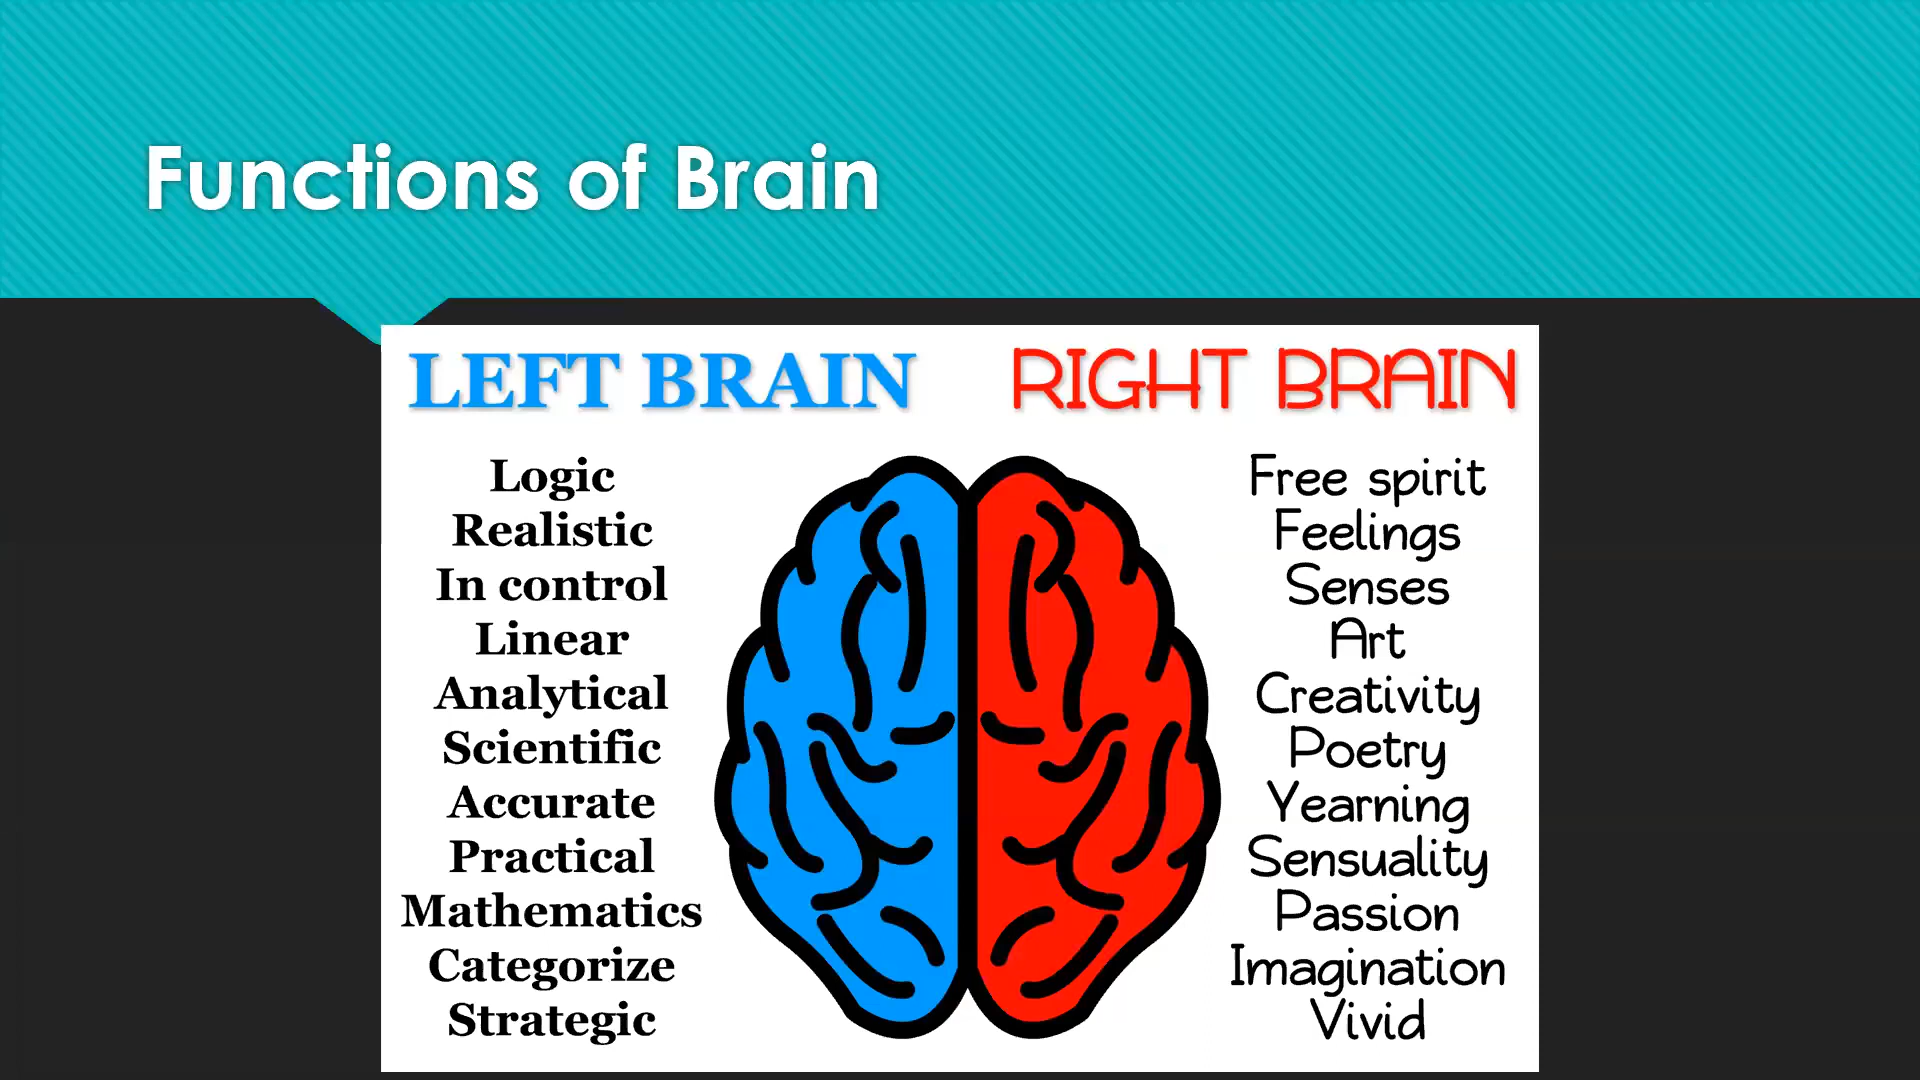 Functions of Brain
LEFT BRAIN
Logic
Realistic
In control
Linear
Analytical
Scientific
Accurate
Practical
Mathematics
Categorize
Strategic
RIGHT BRAIN
Free spirit
Feelings
Senses
Art
Creativity
Poetry
Yearning
Sensuality
Passion
Imagination
Vivid